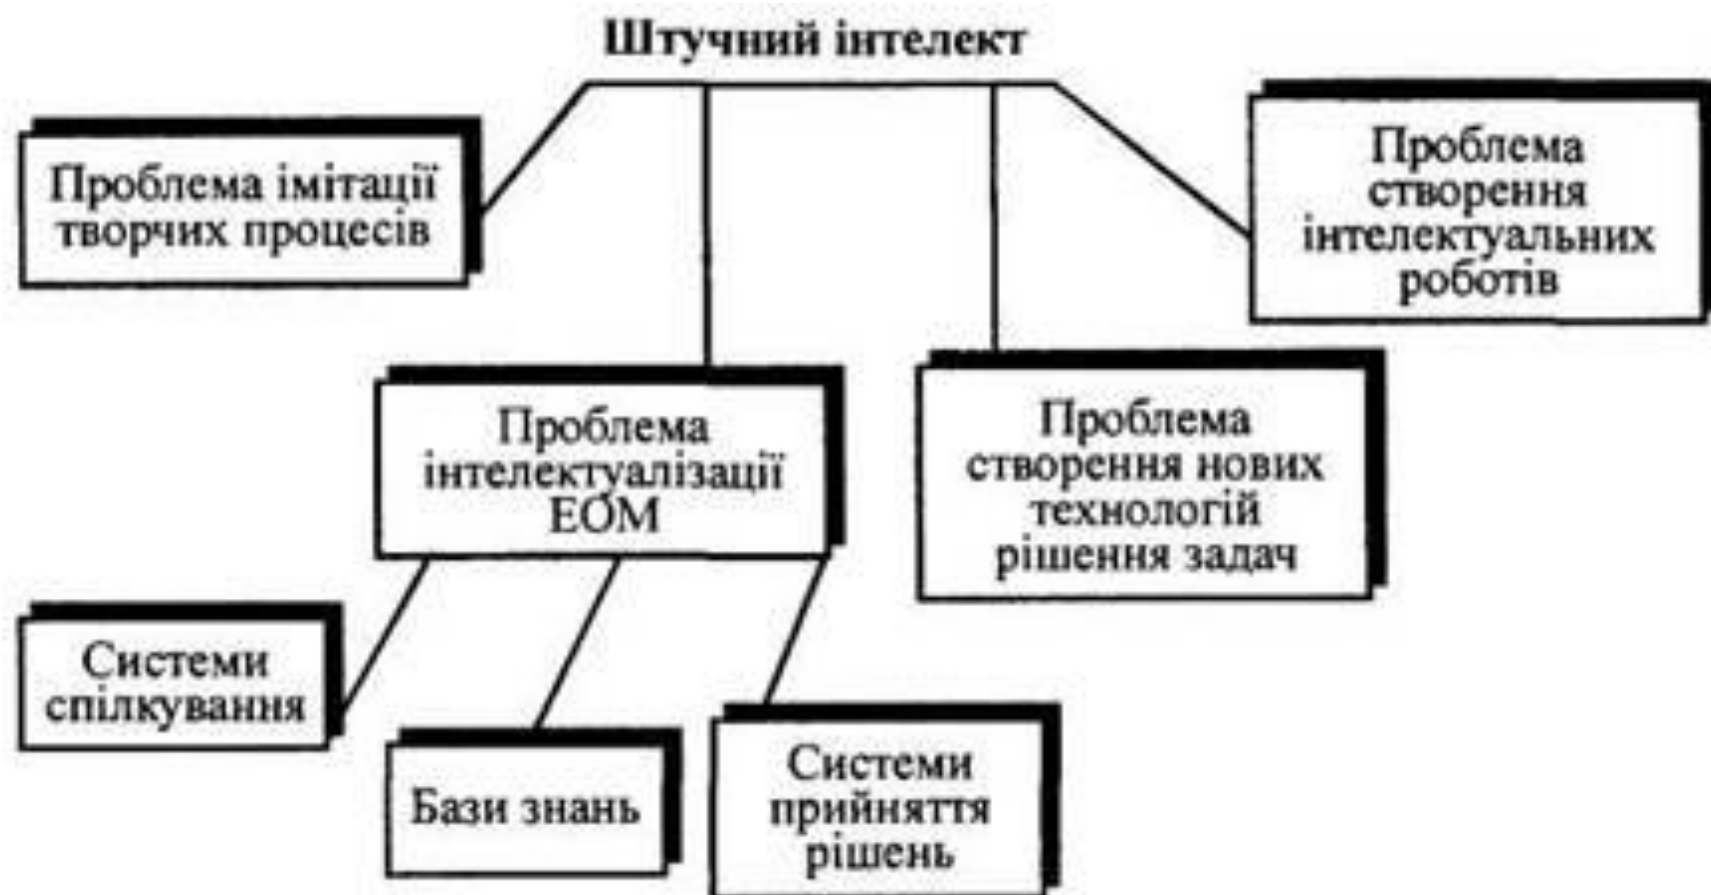 Штучний інтелект
Проблема імітації
творчих процесів
Проблема
створення
інтелектуальних
роботів
Проблема
інтелектуалізації
ЕОМ
Проблема
створення нових
технологій
рішення задач
Системи
спілкування
Бази знань
Системи
прийняття
рішень